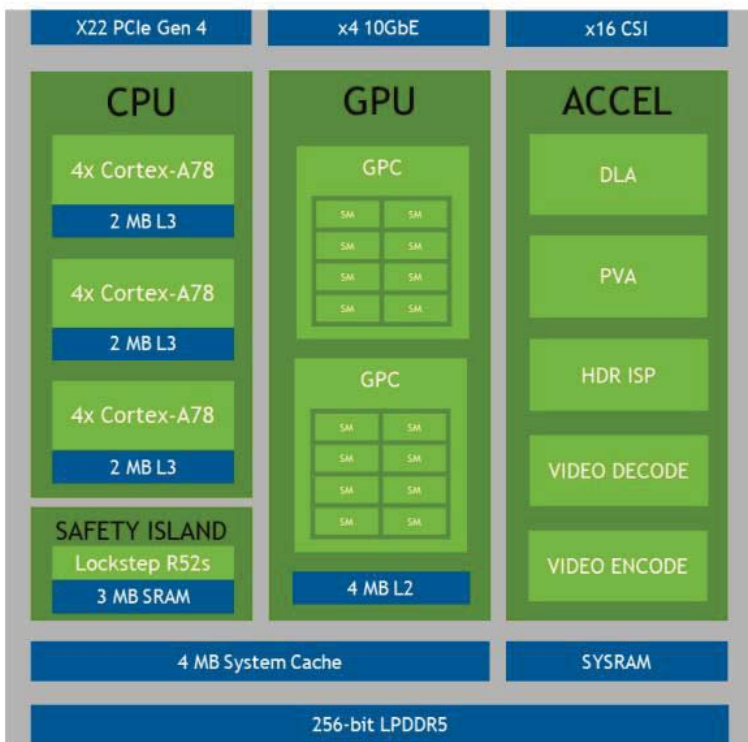 X22 PCIe Gen 4
x4 10GbE
x16 CSI
CPU
4x Cortex-A78
2 MB L3
4x Cortex-A78
2 MB L3
4x Cortex-A78
2 MB L3
SAFETY ISLAND
Lockstep R52s
3 MB SRAM
GPU
GPC
SM SM
SM SM
SM SM
SM SM
GPC
SM SM
SM SM
SM SM
SM SM
4 MB L2
ACCEL
DLA
PVA
HDR ISP
VIDEO DECODE
VIDEO ENCODE
4 MB System Cache
SYSRAM
256-bit LPDDR5